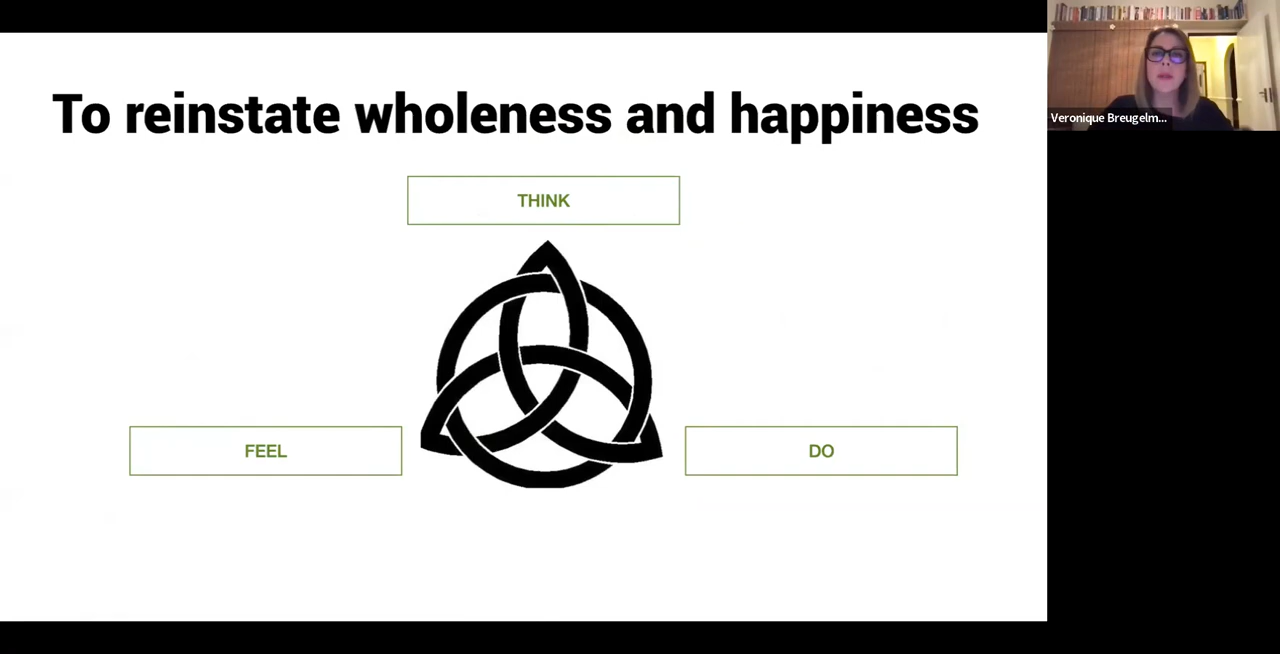 To reinstate wholeness and happiness
THINK
FEEL
DO
Veronique Breugelm...